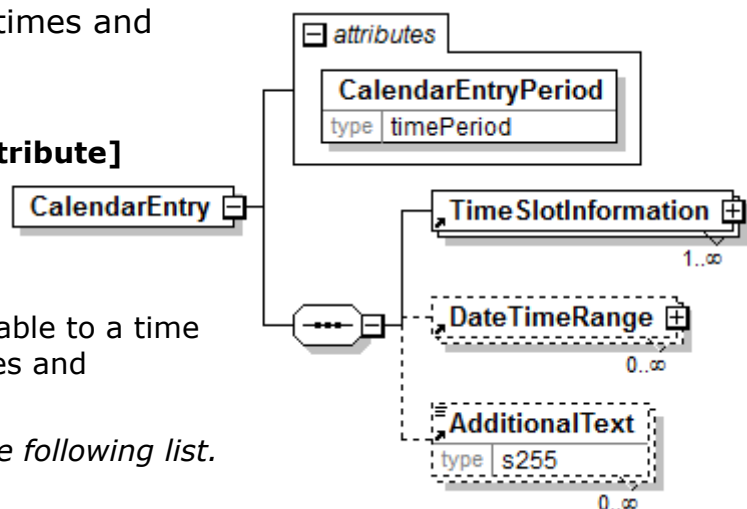 times and
tribute]
able to a time
es and
e following list.
attributes
CalendarEntryPeriod
type timePeriod
CalendarEntry
TimeSlotInformation
1..∞
DateTimeRange
0..∞
AdditionalText
type s255
0..∞